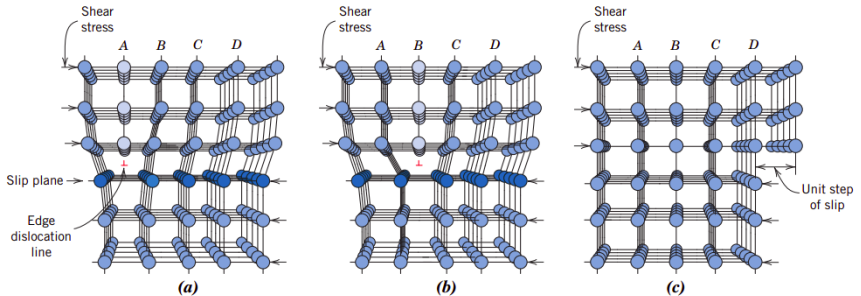 Shear
stress
A B C D
Slip plane
Edge
dislocation
line
(a)
Shear
stress
A B C D
(b)
Shear
stress
A B C D
Unit step
of slip
(c)